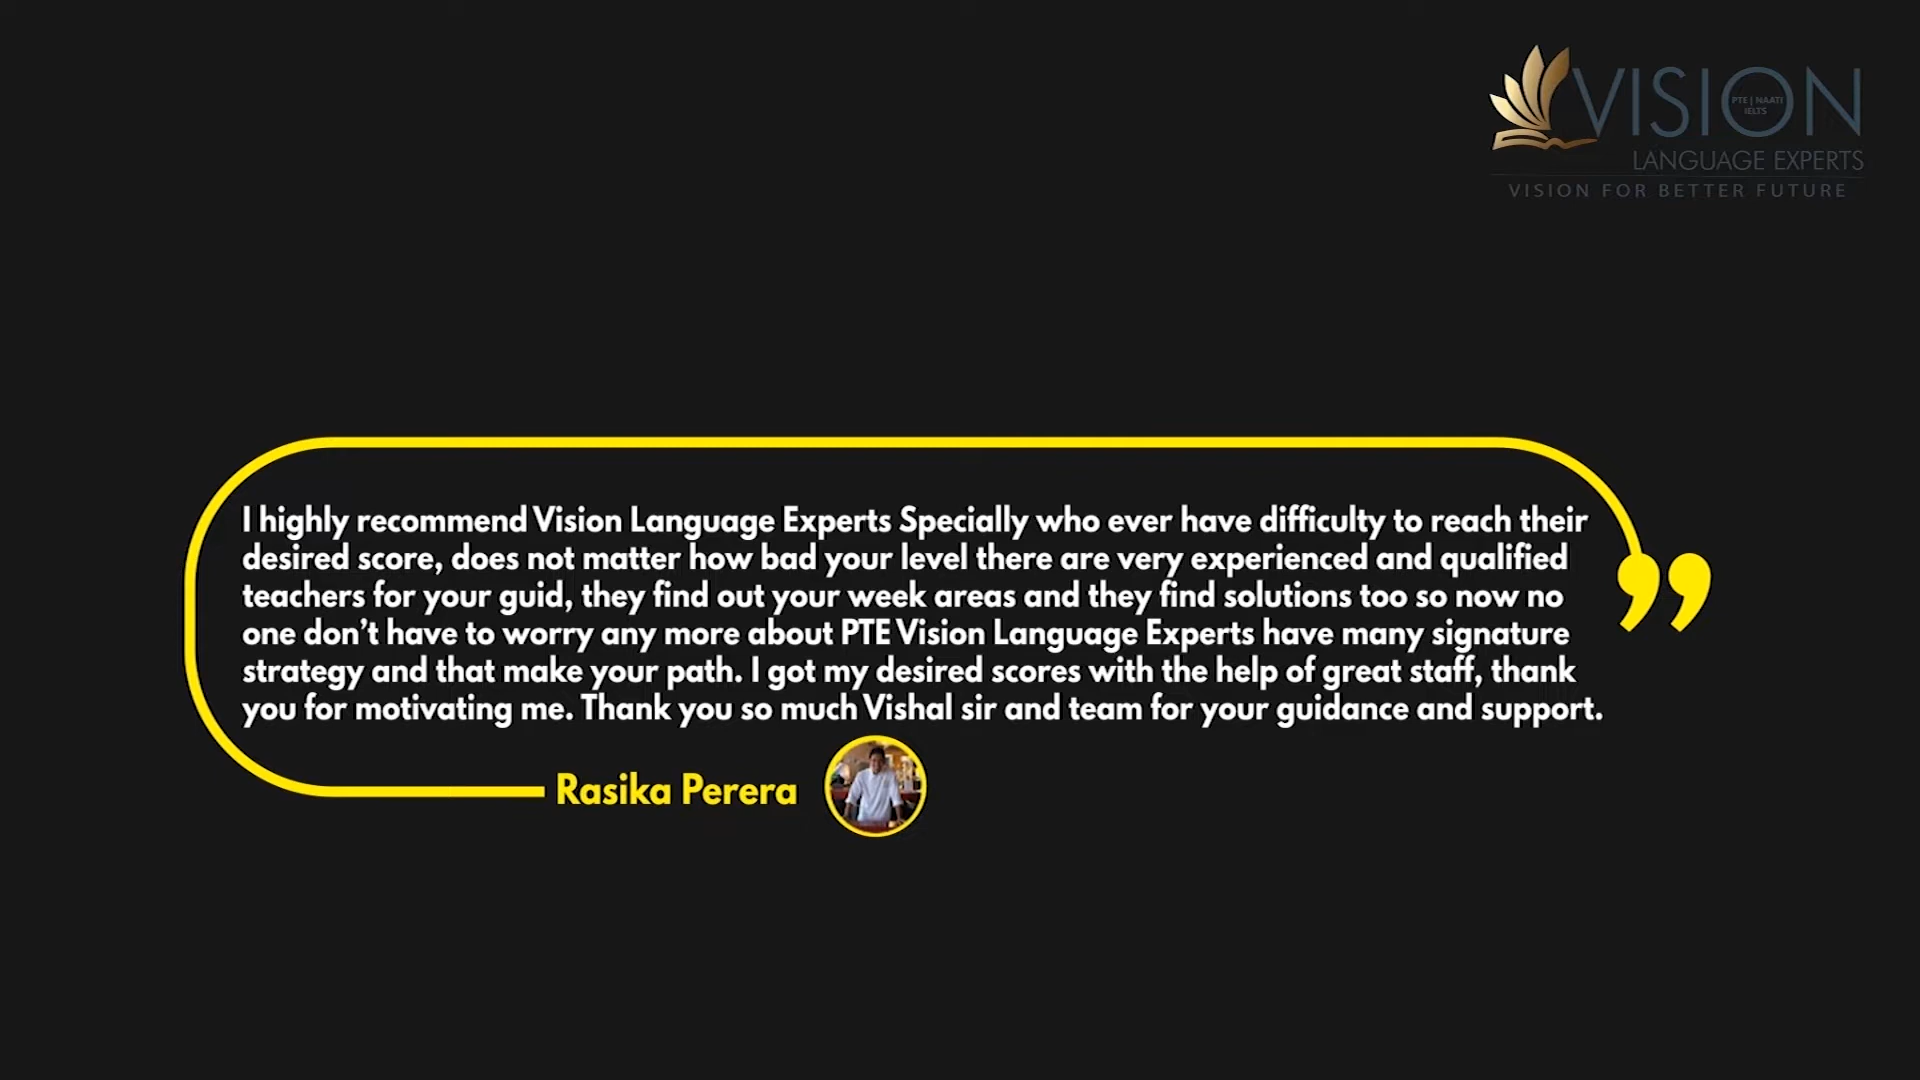 VISION
PTE | NAATI
IELTS
LANGUAGE EXPERTS
VISION FOR BETTER FUTURE
I highly recommend Vision Language Experts Specially who ever have difficulty to reach their
desired score, does not matter how bad your level there are very experienced and qualified
teachers for your guid, they find out your week areas and they find solutions too so now no
one don't have to worry any more about PTE Vision Language Experts have many signature
strategy and that make your path. I got my desired scores with the help of great staff, thank
you for motivating me. Thank you so much Vishal sir and team for your guidance and support.
”
Rasika Perera